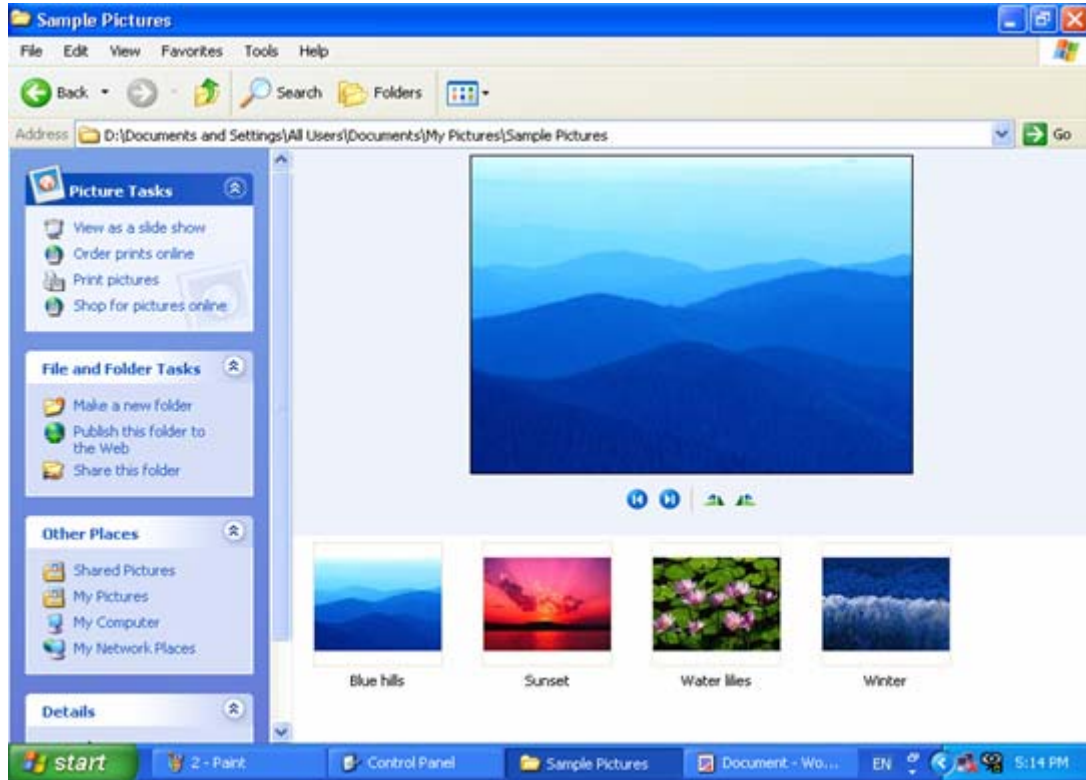 Sample Pictures
File Edit View Favorites Tools Help
Back Search Folders
Address D:\Documents and Settings\All Users\Documents\My Pictures\Sample Pictures Go
Picture Tasks
View as a slide show
Order prints online
Print pictures
Shop for pictures online
File and Folder Tasks
Make a new folder
Publish this folder to
the Web
Share this folder
Other Places
Shared Pictures
My Pictures
My Computer
My Network Places
Details
Blue hills Sunset Water lilies Winter
start 2 - Paint Control Panel Sample Pictures Document - Wo... EN 5:14 PM